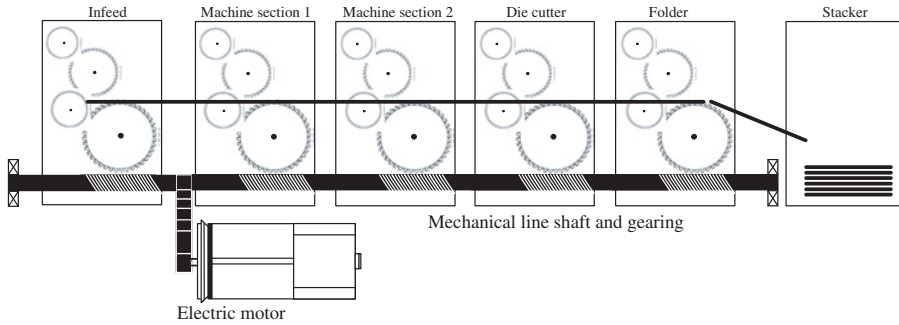 Infeed
Machine section 1
Machine section 2
Die cutter
Folder
Stacker
Mechanical line shaft and gearing
Electric motor